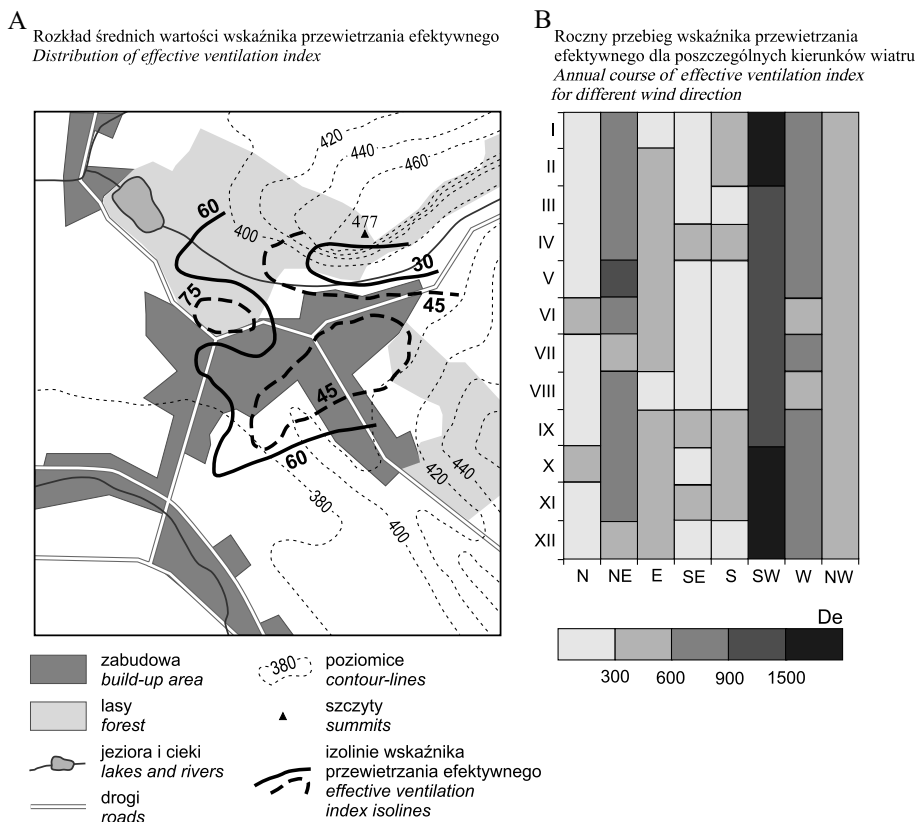 A
Rozkład średnich wartości wskaźnika przewietrzania efektywnego
Distribution of effective ventilation index
420
440
460
477
400
60
30
75
45
45
60
420
440
380
400
zabudowa
build-up area
lasy
forest
jeziora i cieki
lakes and rivers
drogi
roads
380
poziomice
contour-lines
szczyty
summits
izolinie wskaźnika
przewietrzania efektywnego
effective ventilation
index isolines
B
Roczny przebieg wskaźnika przewietrzania
efektywnego dla poszczególnych kierunków wiatru
Annual course of effective ventilation index
for different wind direction
I
II
III
IV
V
VI
VII
VIII
IX
X
XI
XII
N NE E SE S SW W NW
De
300 600 900 1500